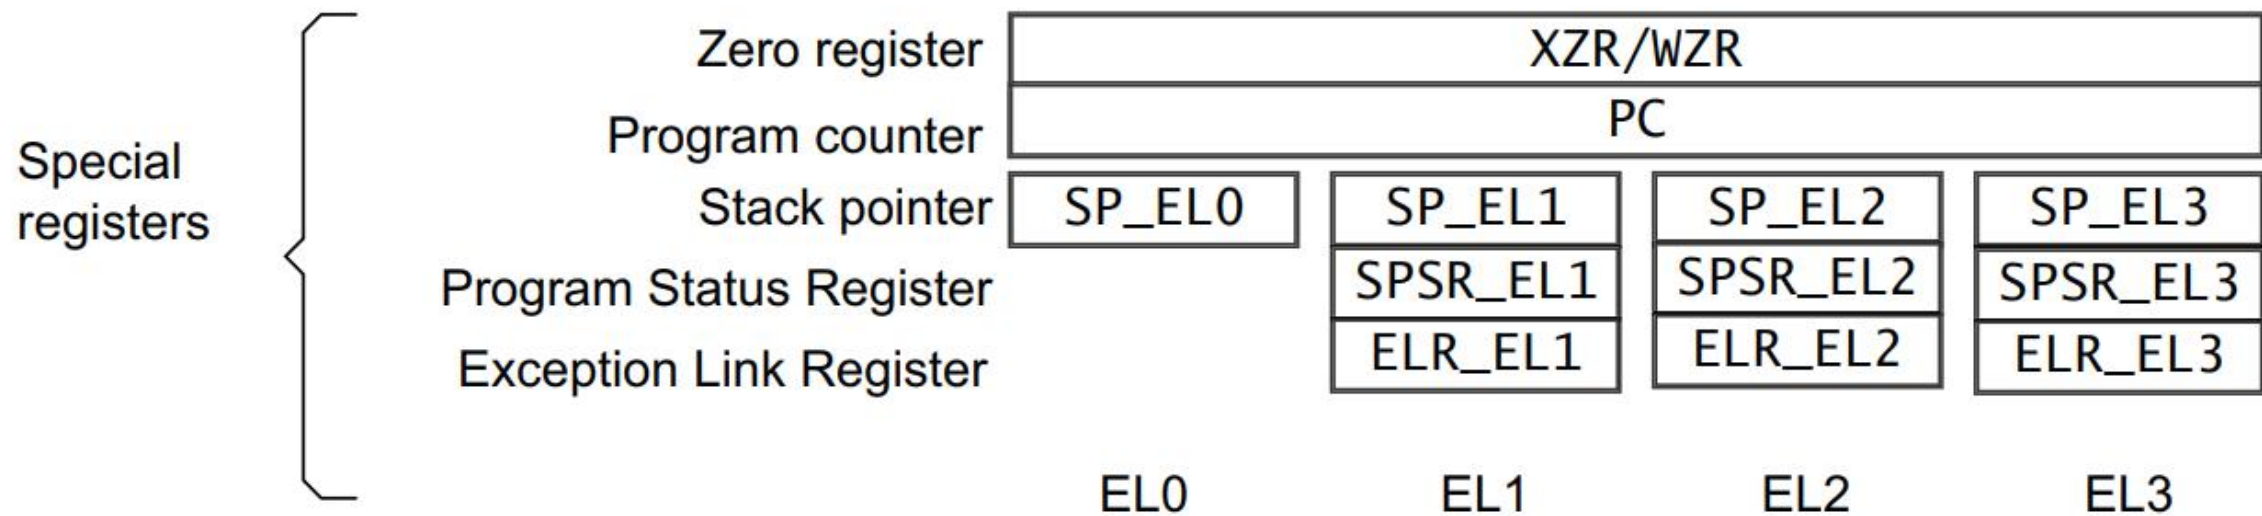 Special
registers
Zero register XZR/WZR
Program counter PC
Stack pointer SP_EL0 SP_EL1 SP_EL2 SP_EL3
Program Status Register SPSR_EL1 SPSR_EL2 SPSR_EL3
Exception Link Register ELR_EL1 ELR_EL2 ELR_EL3
EL0 EL1 EL2 EL3